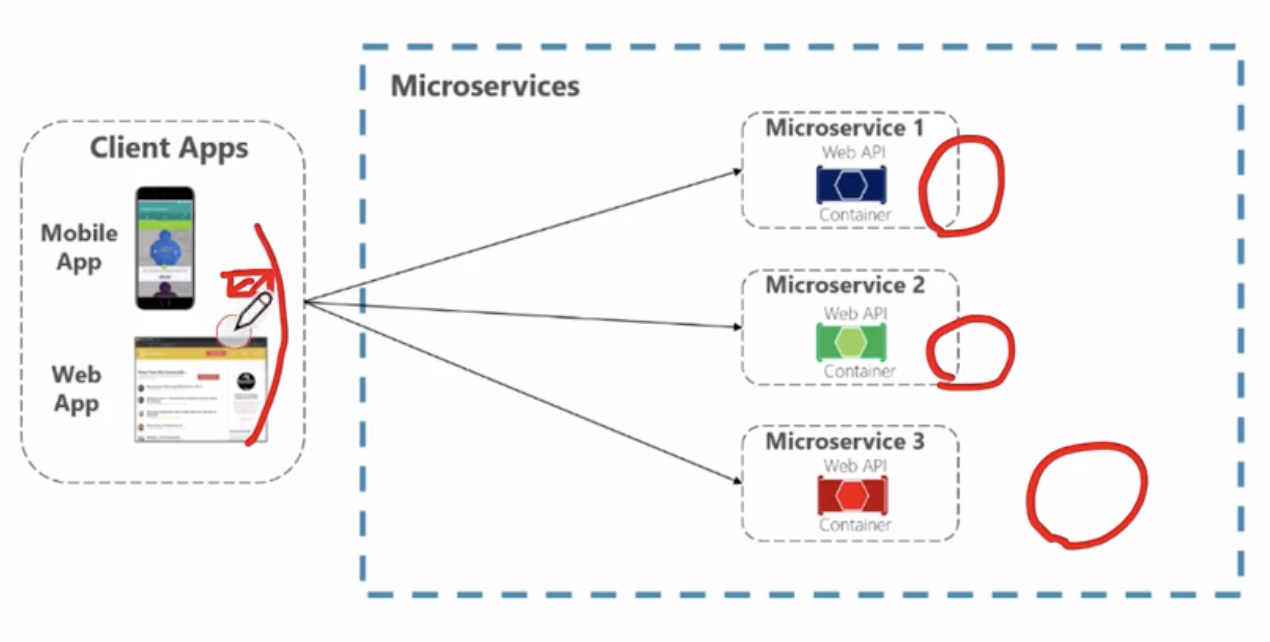 Microservices
Client Apps
Mobile
App
Web
App
Microservice 1
Web API
Container
Microservice 2
Web API
Container
Microservice 3
Web API
Container